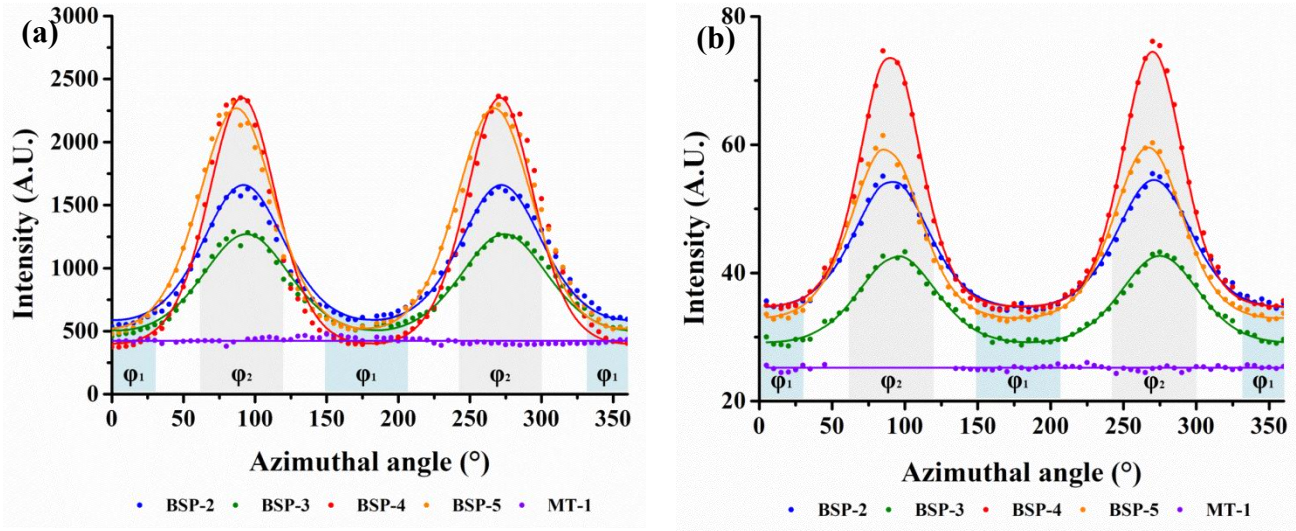 (a)
3000
2500
2000
1500
1000
500
0
Intensity (A.U.)
φ1 φ2 φ1 φ2 φ1
0 50 100 150 200 250 300 350
Azimuthal angle (°)
BSP-2 BSP-3 BSP-4 BSP-5 MT-1
(b)
80
60
40
20
Intensity (A.U.)
φ1 φ2 φ1 φ2 φ1
0 50 100 150 200 250 300 350
Azimuthal angle (°)
BSP-2 BSP-3 BSP-4 BSP-5 MT-1